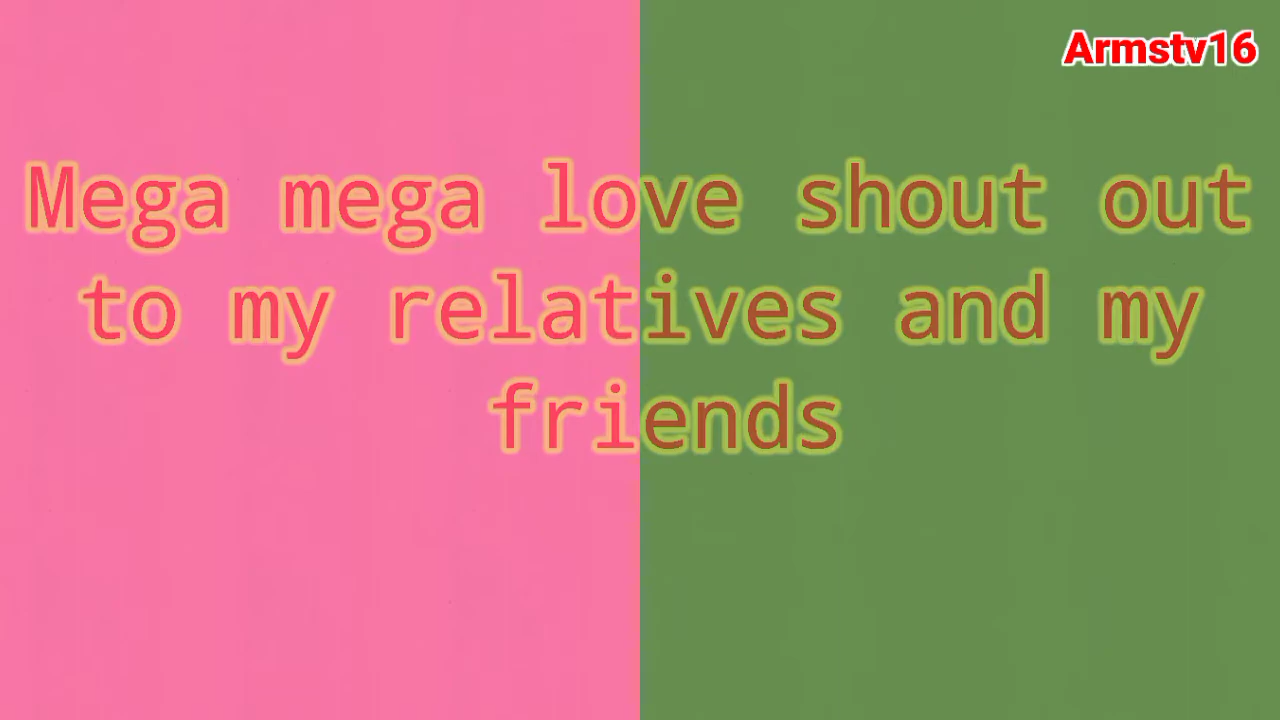 Armstv16
Mega mega love shout out
to my relatives and my
friends